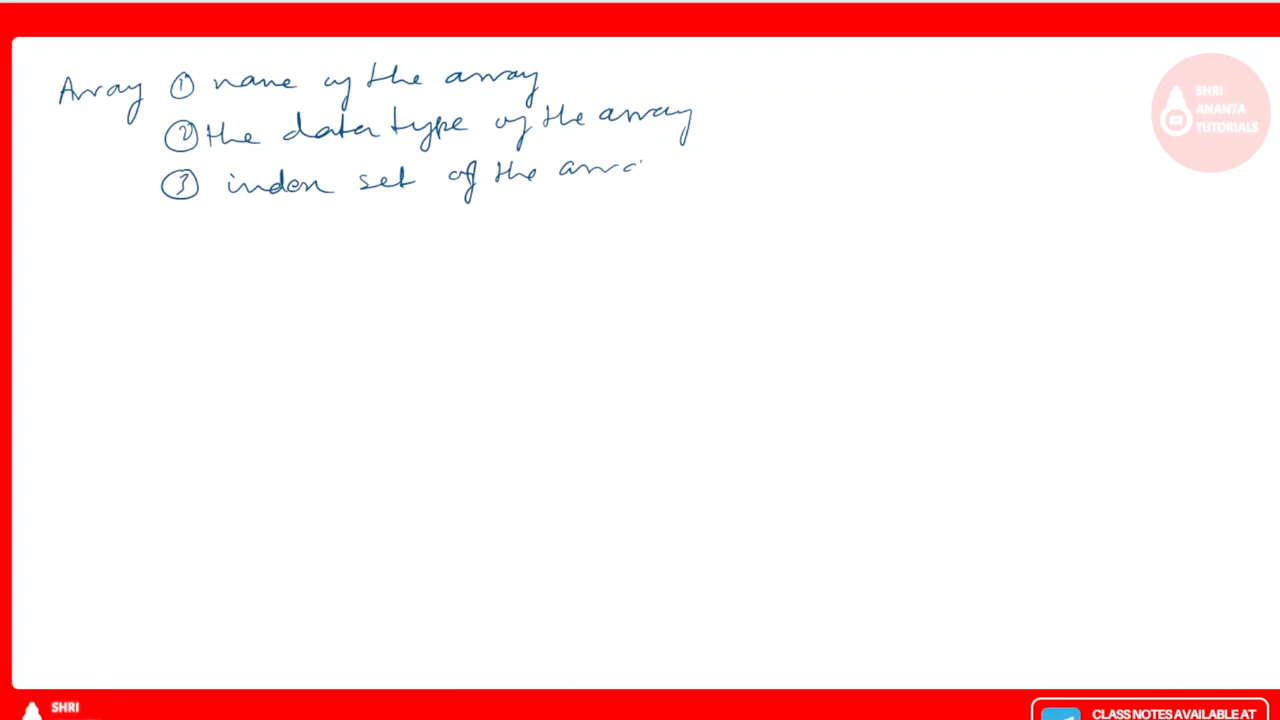 Array ① name of the array
② the data type of the array
③ index set of the
SHRI
ANANTA
TUTORIALS
SHRI
CLASS NOTES AVAILABLE AT